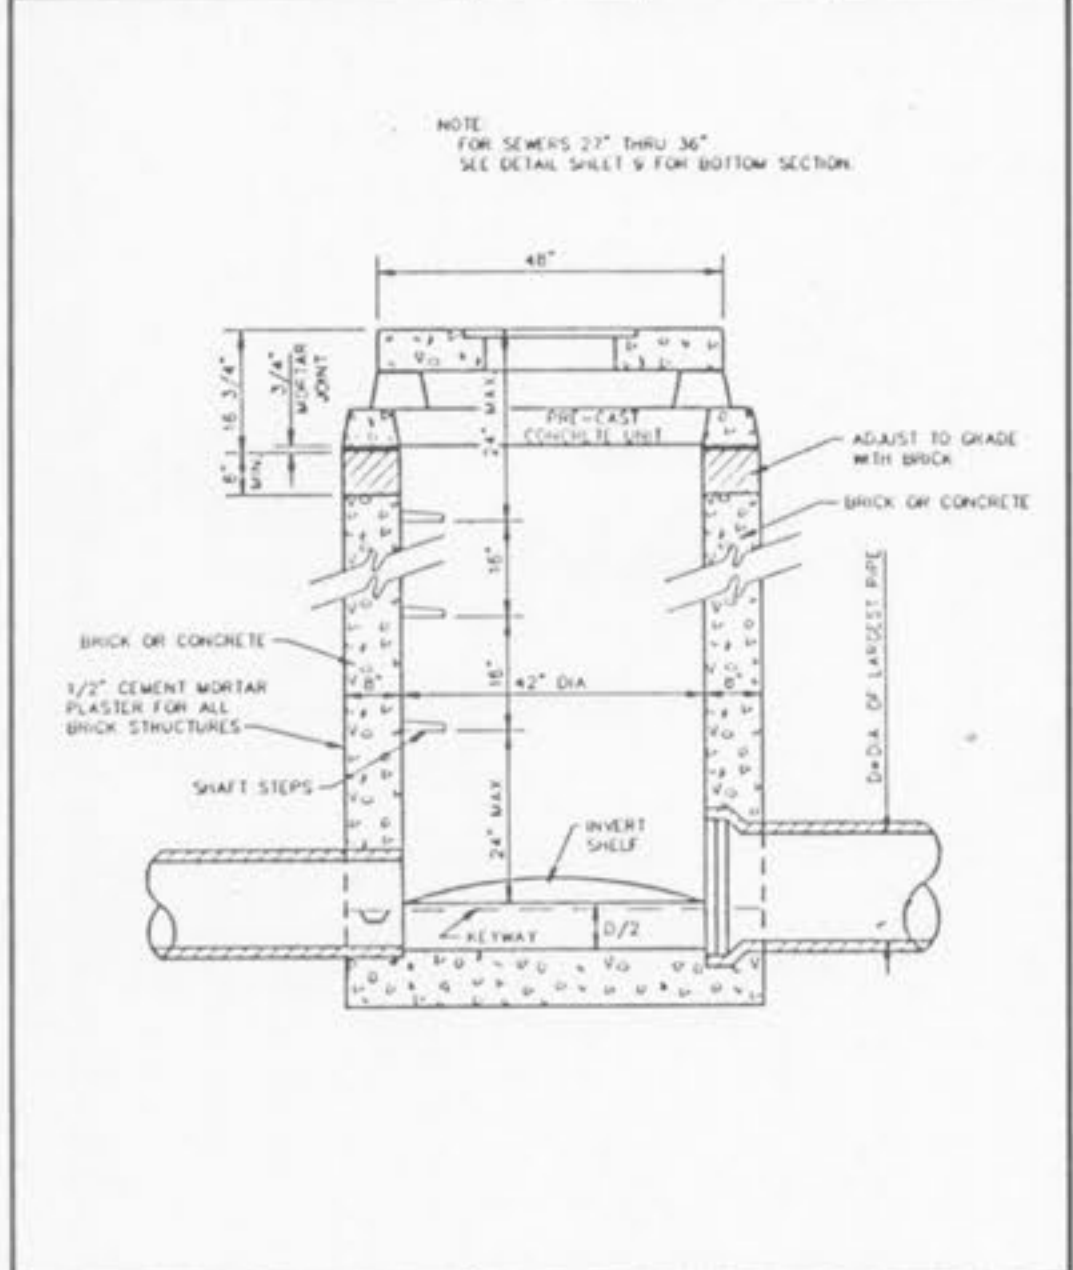 NOTE
FOR SEWERS 27" THRU 36"
SEE DETAIL SHEET 9 FOR BOTTOM SECTION.
48"
16 3/4"
3/4"
MORTAR
JOINT
6"
MIN.
24" MAX.
PRE-CAST
CONCRETE UNIT
ADJUST TO GRADE
WITH BRICK
BRICK OR CONCRETE
16"
D=DIA. OF LARGEST PIPE
BRICK OR CONCRETE
16"
8"
42" DIA
8"
1/2" CEMENT MORTAR
PLASTER FOR ALL
BRICK STRUCTURES
SHAFT STEPS
24" MAX
INVERT
SHELF
KEYWAY
D/2